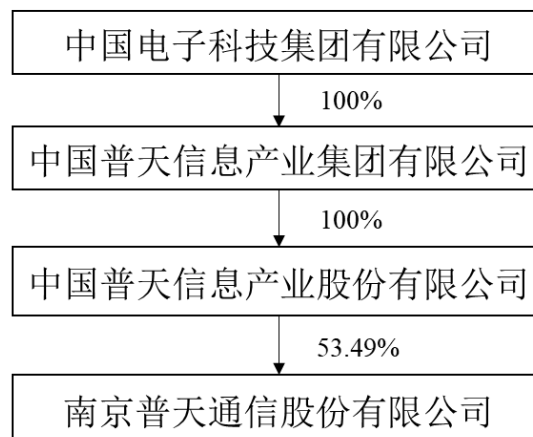 中国电子科技集团有限公司
100%
中国普天信息产业集团有限公司
100%
中国普天信息产业股份有限公司
53.49%
南京普天通信股份有限公司